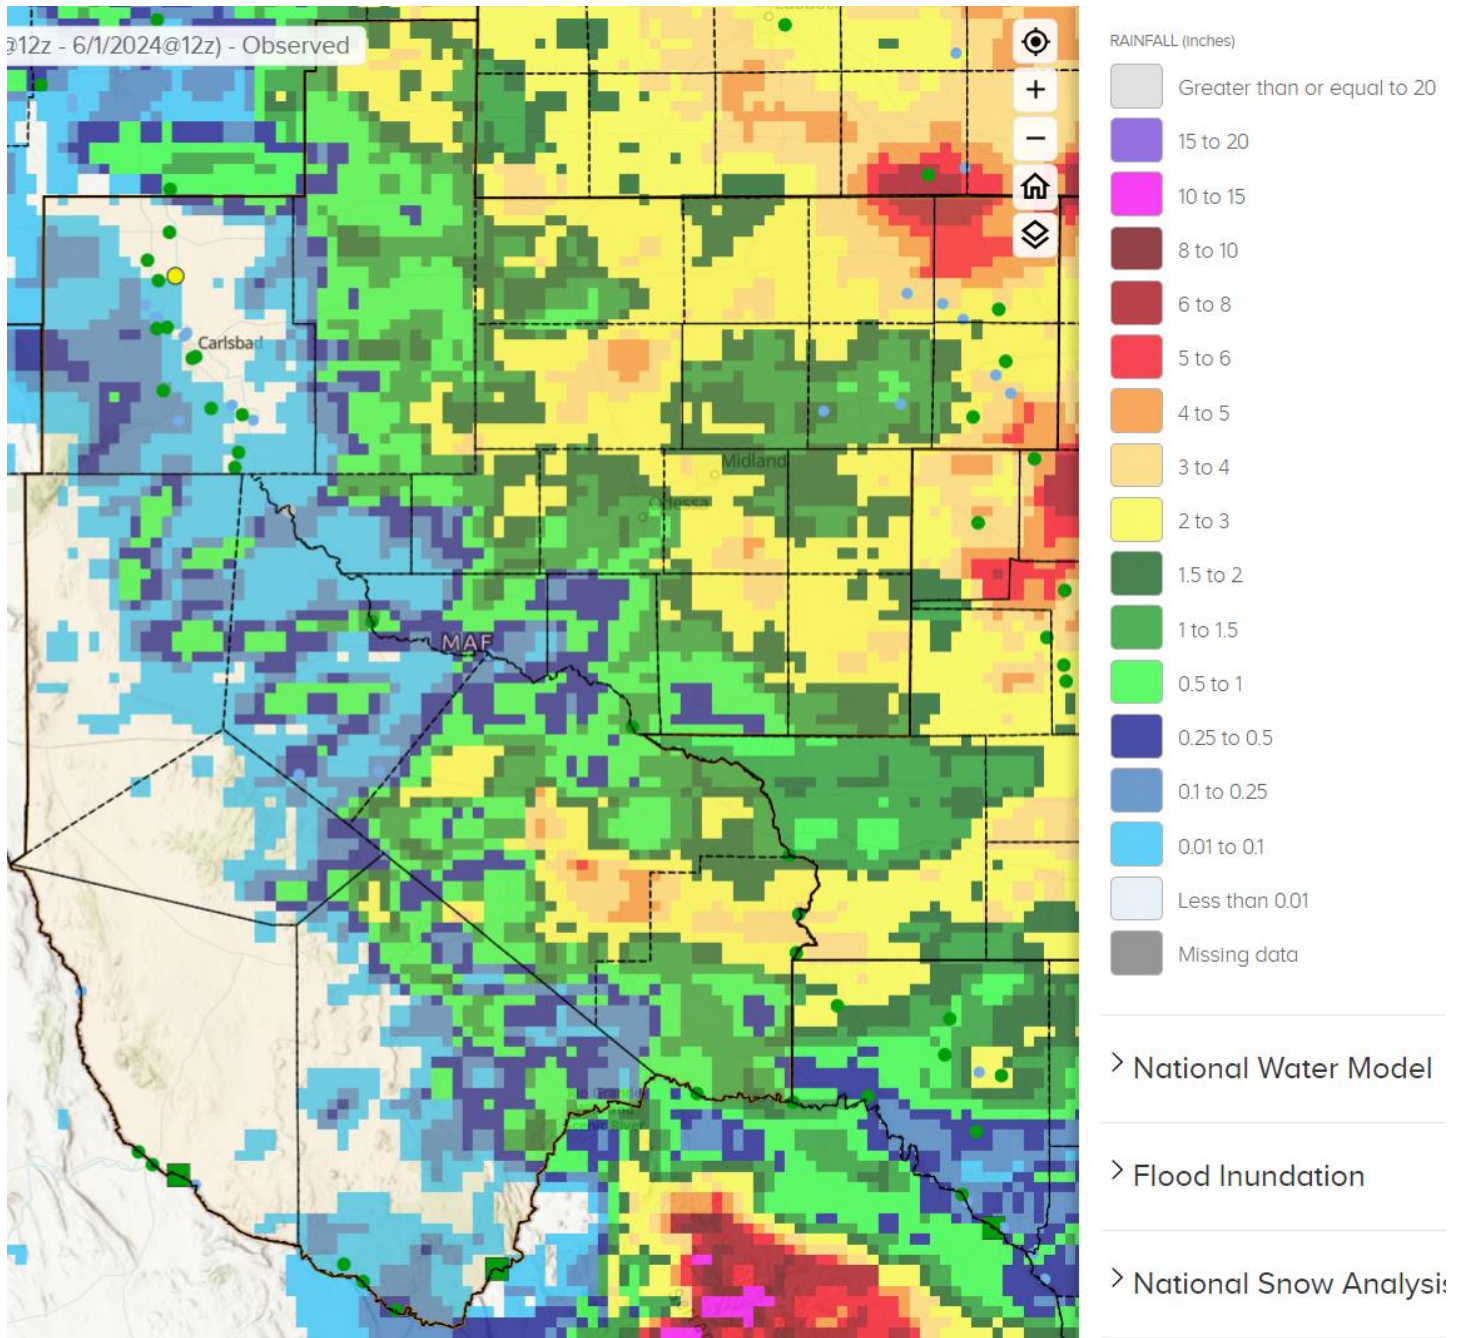 @12z - 6/1/2024@12z) - Observed
Carlsbad
Midland
Odessa
MAF
Rio Grande
Scenic River
RAINFALL (Inches)
Greater than or equal to 20
15 to 20
10 to 15
8 to 10
6 to 8
5 to 6
4 to 5
3 to 4
2 to 3
1.5 to 2
1 to 1.5
0.5 to 1
0.25 to 0.5
0.1 to 0.25
0.01 to 0.1
Less than 0.01
Missing data
National Water Model
Flood Inundation
National Snow Analysis